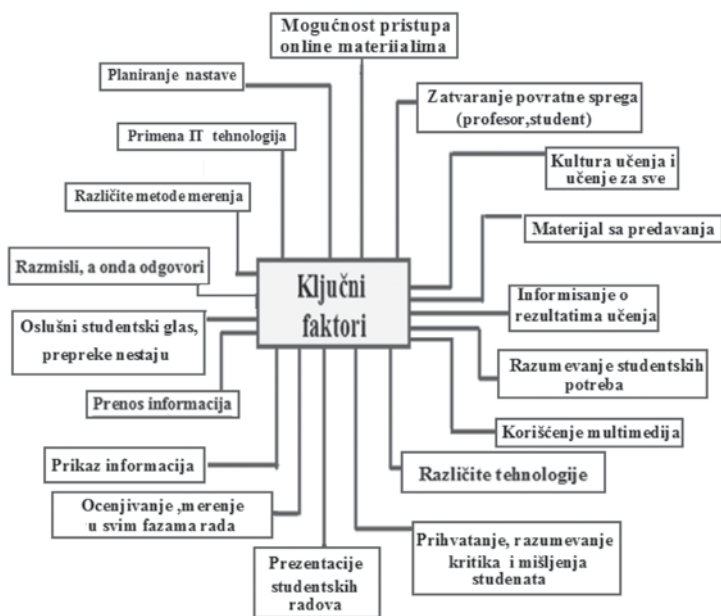 Mogućnost pristupa
online materijalima
Planiranje nastave
Zatvaranje povratne sprega
(profesor,student)
Primena IT tehnologija
Kultura učenja i
učenje za sve
Različite metode merenja
Materijal sa predavanja
Razmisli, a onda odgovori
Ključni
faktori
Informisanje o
rezultatima učenja
Oslušni studentski glas,
prepreke nestaju
Razumevanje studentskih
potreba
Prenos informacija
Korišćenje multimedija
Prikaz informacija
Različite tehnologije
Ocenjivanje ,merenje
u svim fazama rada
Prihvatanje, razumevanje
kritika i mišljenja
studenata
Prezentacije
studentskih
radova